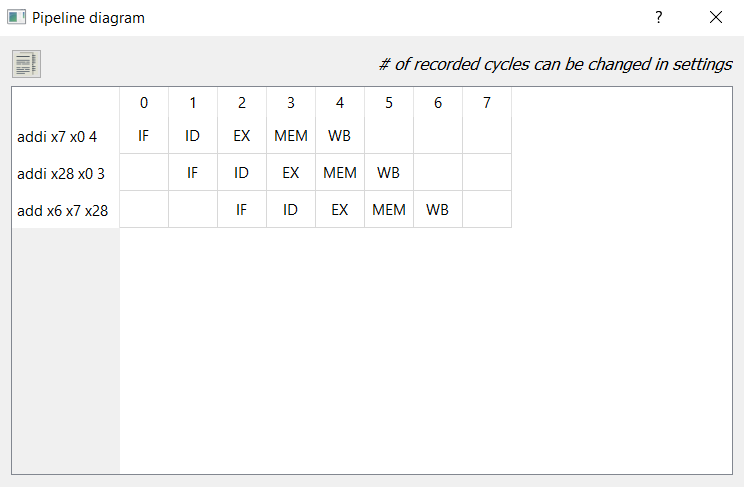 Pipeline diagram ? 
# of recorded cycles can be changed in settings
0 1 2 3 4 5 6 7
addi x7 x0 4 IF ID EX MEM WB
addi x28 x0 3 IF ID EX MEM WB
add x6 x7 x28 IF ID EX MEM WB